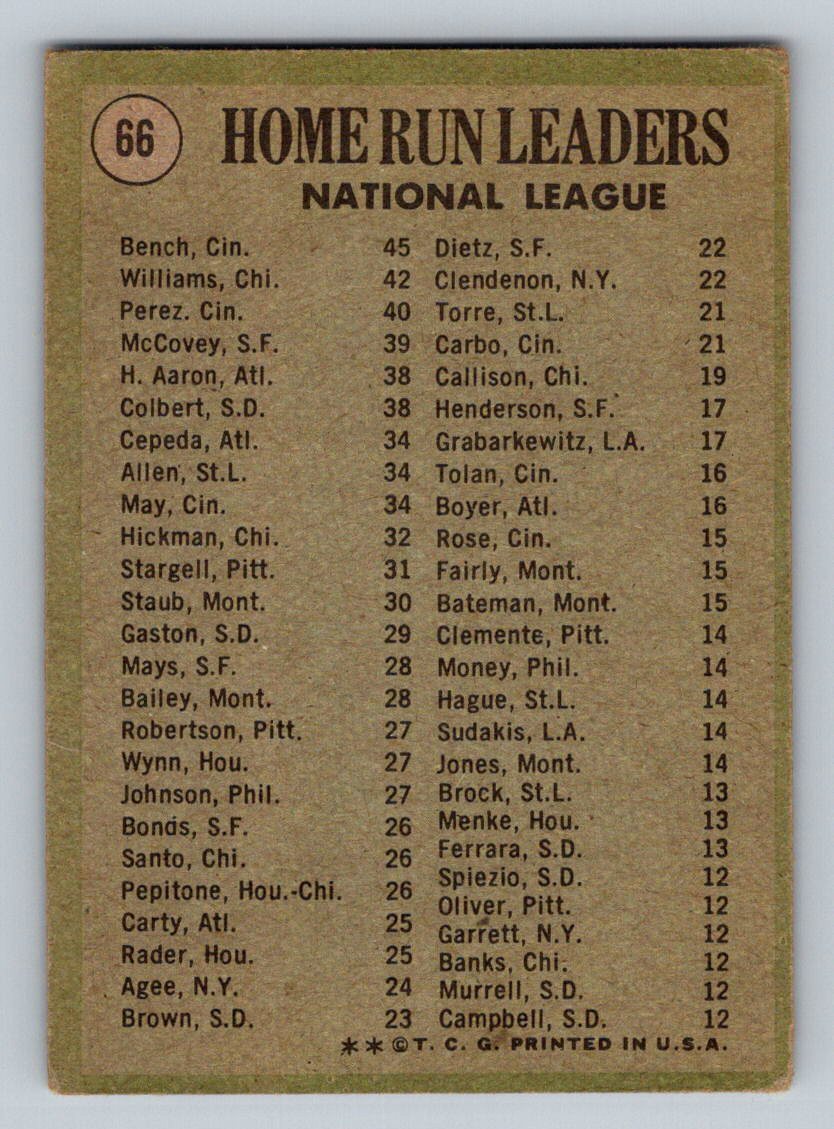 66
HOME RUN LEADERS
NATIONAL LEAGUE
Bench, Cin. 45
Williams, Chi. 42
Perez. Cin. 40
McCovey, S.F. 39
H. Aaron, Atl. 38
Colbert, S.D. 38
Cepeda, Atl. 34
Allen, St.L. 34
May, Cin. 34
Hickman, Chi. 32
Stargell, Pitt. 31
Staub, Mont. 30
Gaston, S.D. 29
Mays, S.F. 28
Bailey, Mont. 28
Robertson, Pitt. 27
Wynn, Hou. 27
Johnson, Phil. 27
Bonds, S.F. 26
Santo, Chi. 26
Pepitone, Hou.-Chi. 26
Carty, Atl. 25
Rader, Hou. 25
Agee, N.Y. 24
Brown, S.D. 23
Dietz, S.F. 22
Clendenon, N.Y. 22
Torre, St.L. 21
Carbo, Cin. 21
Callison, Chi. 19
Henderson, S.F. 17
Grabarkewitz, L.A. 17
Tolan, Cin. 16
Boyer, Atl. 16
Rose, Cin. 15
Fairly, Mont. 15
Bateman, Mont. 15
Clemente, Pitt. 14
Money, Phil. 14
Hague, St.L. 14
Sudakis, L.A. 14
Jones, Mont. 14
Brock, St.L. 13
Menke, Hou. 13
Ferrara, S.D. 13
Spiezio, S.D. 12
Oliver, Pitt. 12
Garrett, N.Y. 12
Banks, Chi. 12
Murrell, S.D. 12
Campbell, S.D. 12
** © T. C. G. PRINTED IN U.S.A.